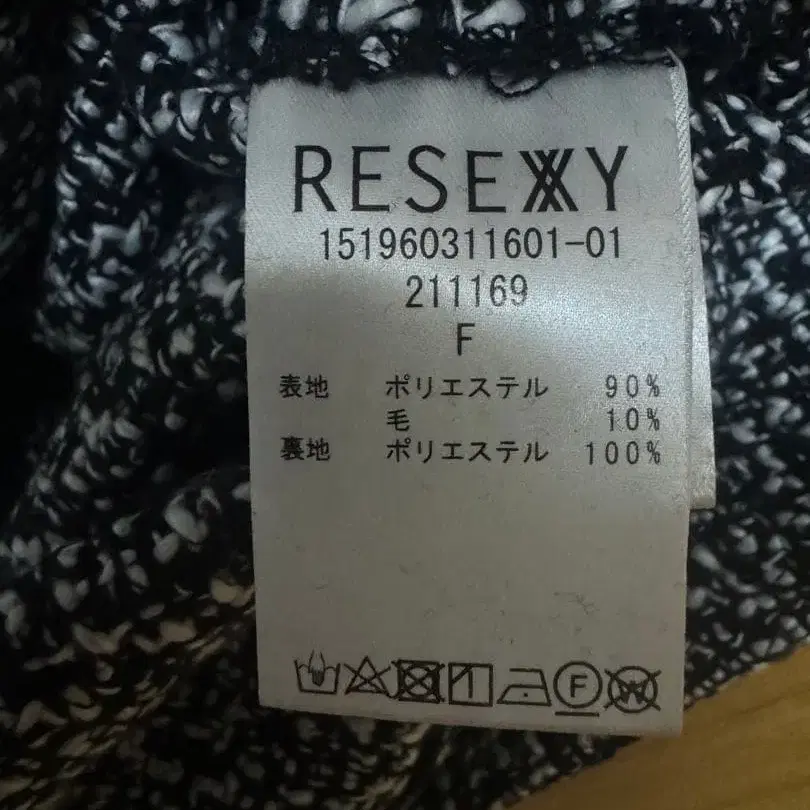 RESEXXY
151960311601-01
211169
F
表地 ポリエステル 90%
毛 10%
裏地 ポリエステル 100%
F
W